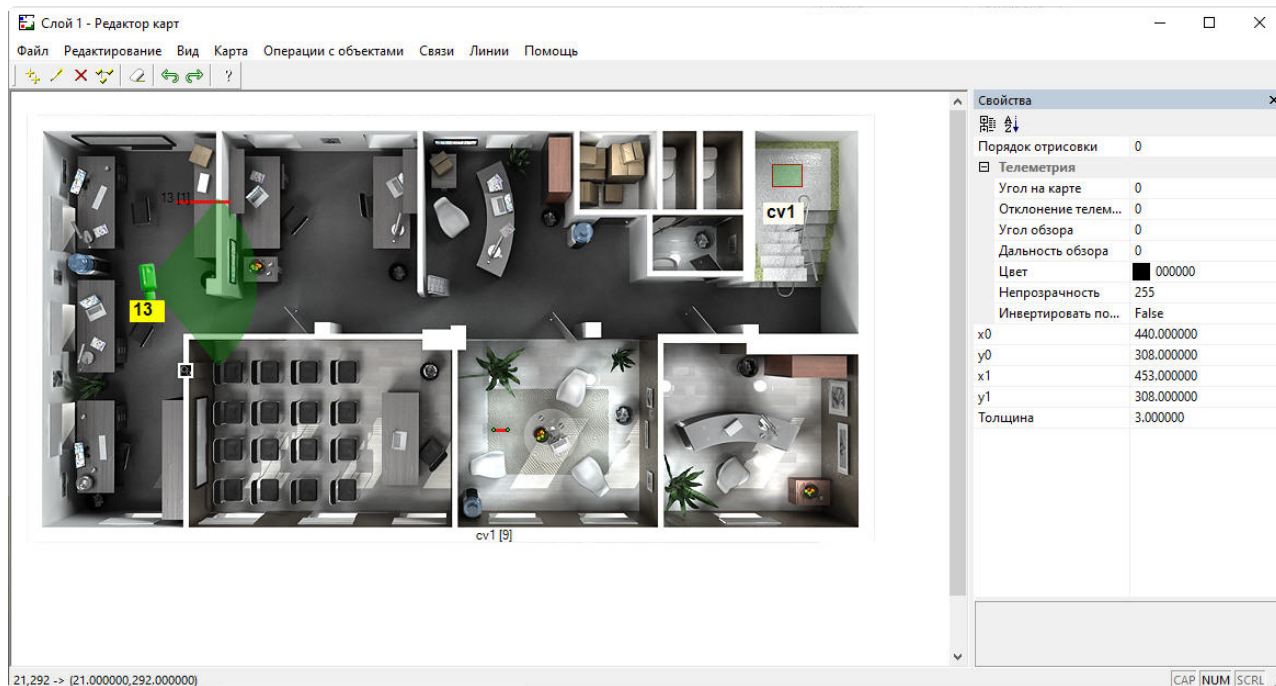 Слой 1 - Редактор карт
Файл Редактирование Вид Карта Операции с объектами Связи Линии Помощь
?
Свойства
Порядок отрисовки 0
Телеметрия
Угол на карте 0
Отклонение телем... 0
Угол обзора 0
Дальность обзора 0
Цвет 000000
Непрозрачность 255
Инвертировать по... False
x0 440.000000
y0 308.000000
x1 453.000000
y1 308.000000
Толщина 3.000000
13 [1]
cv1
13
cv1 [9]
21,292 -> (21.000000,292.000000)
CAP NUM SCRL